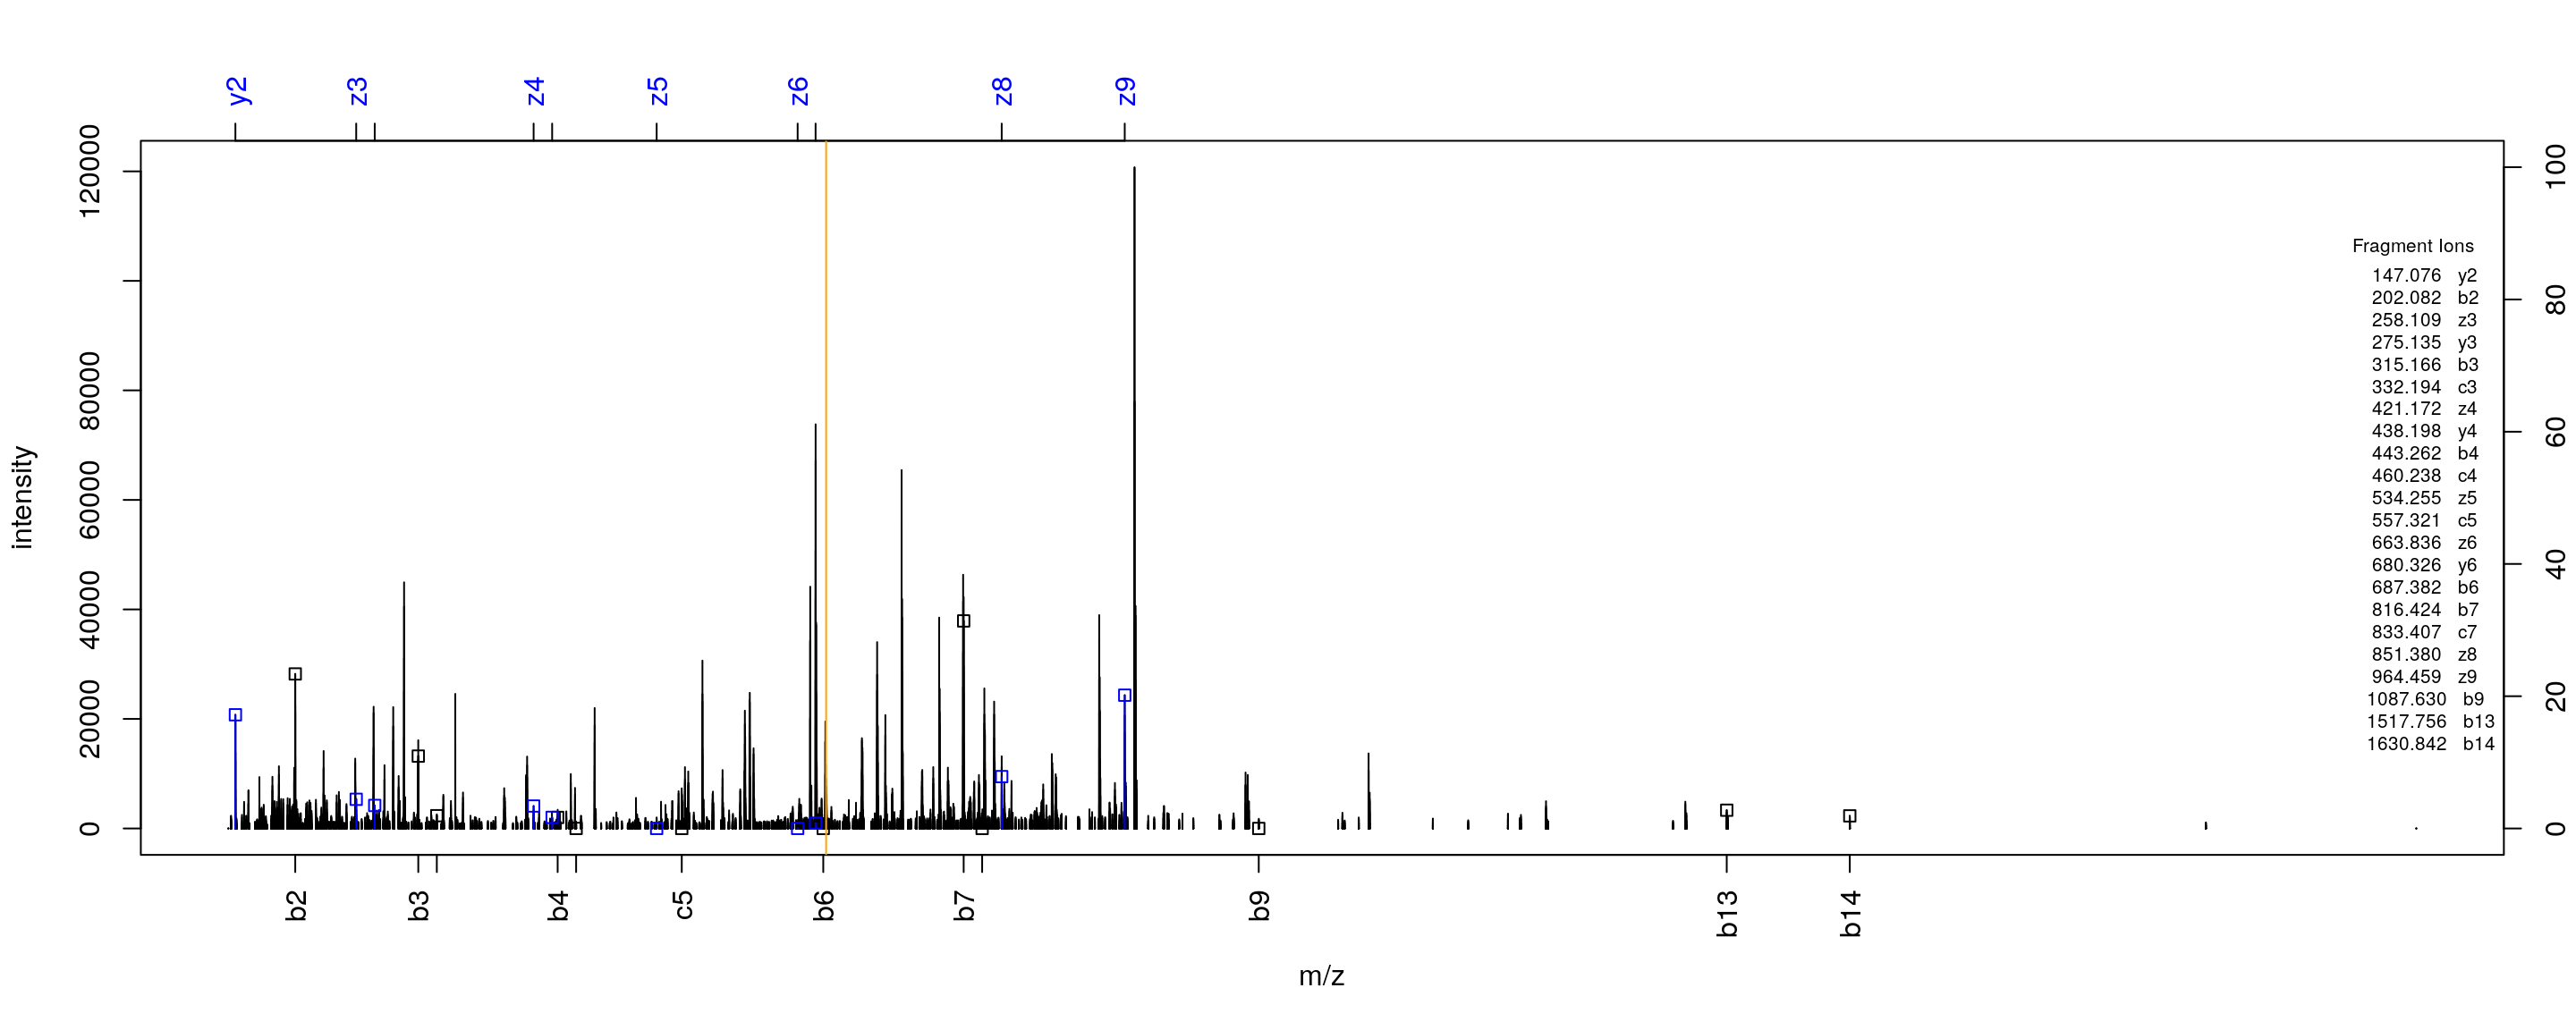 y2 z3 z4 z5 z6 z8 z9
120000
80000
60000
40000
20000
0
intensity
100
80
60
40
20
0
Fragment Ions
147.076 y2
202.082 b2
258.109 z3
275.135 y3
315.166 b3
332.194 c3
421.172 z4
438.198 y4
443.262 b4
460.238 c4
534.255 z5
557.321 c5
663.836 z6
680.326 y6
687.382 b6
816.424 b7
833.407 c7
851.380 z8
964.459 z9
1087.630 b9
1517.756 b13
1630.842 b14
b2 b3 b4 c5 b6 b7 b9 b13 b14
m/z